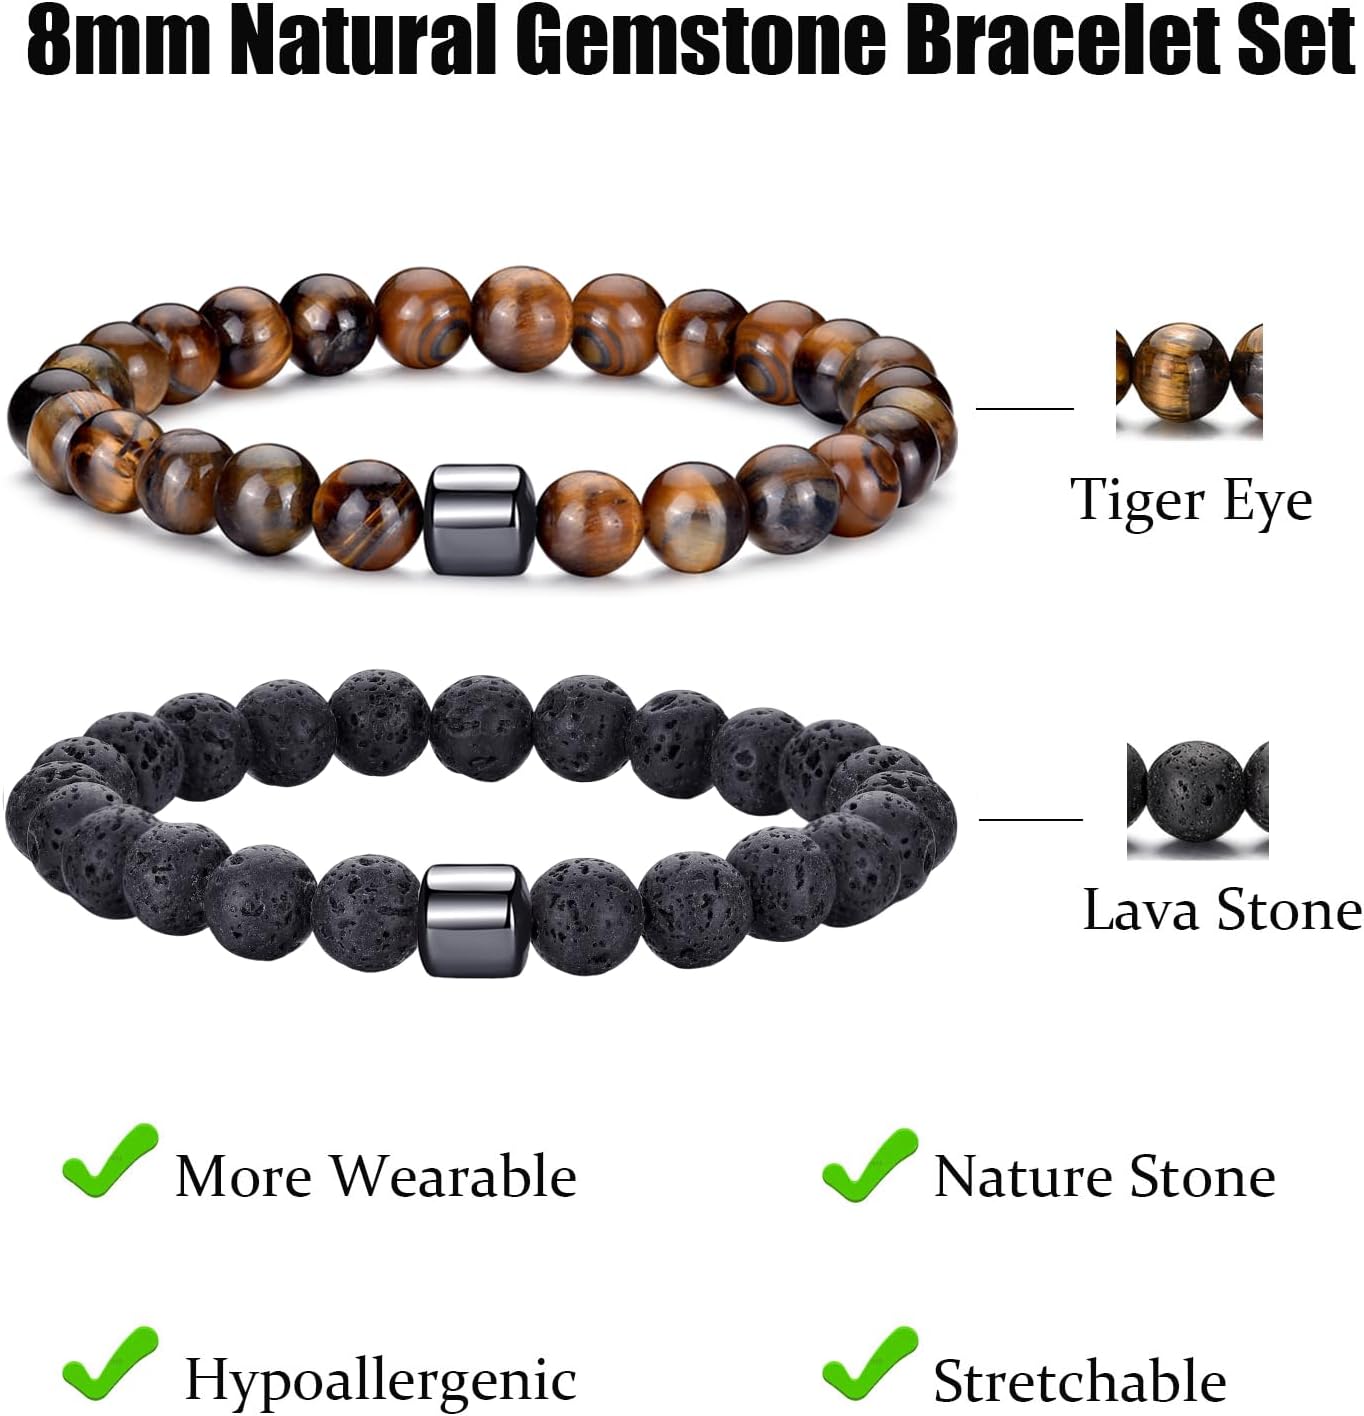 8mm Natural Gemstone Bracelet Set
Tiger Eye
Lava Stone
More Wearable
Nature Stone
Hypoallergenic
Stretchable